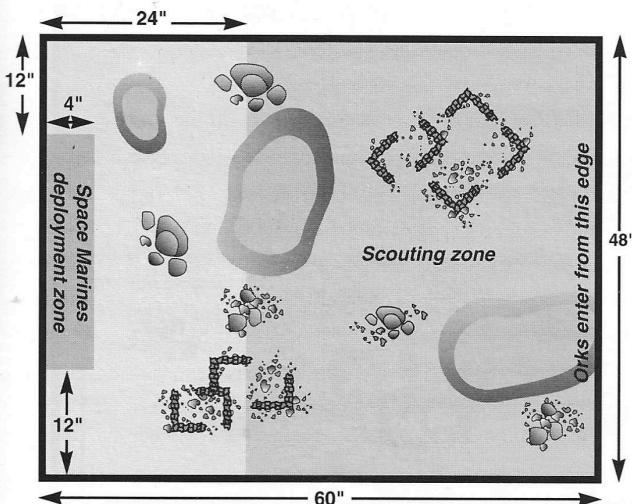 24"
12"
4"
Space Marines
deployment zone
Scouting zone
Orks enter from this edge
48"
12"
60"